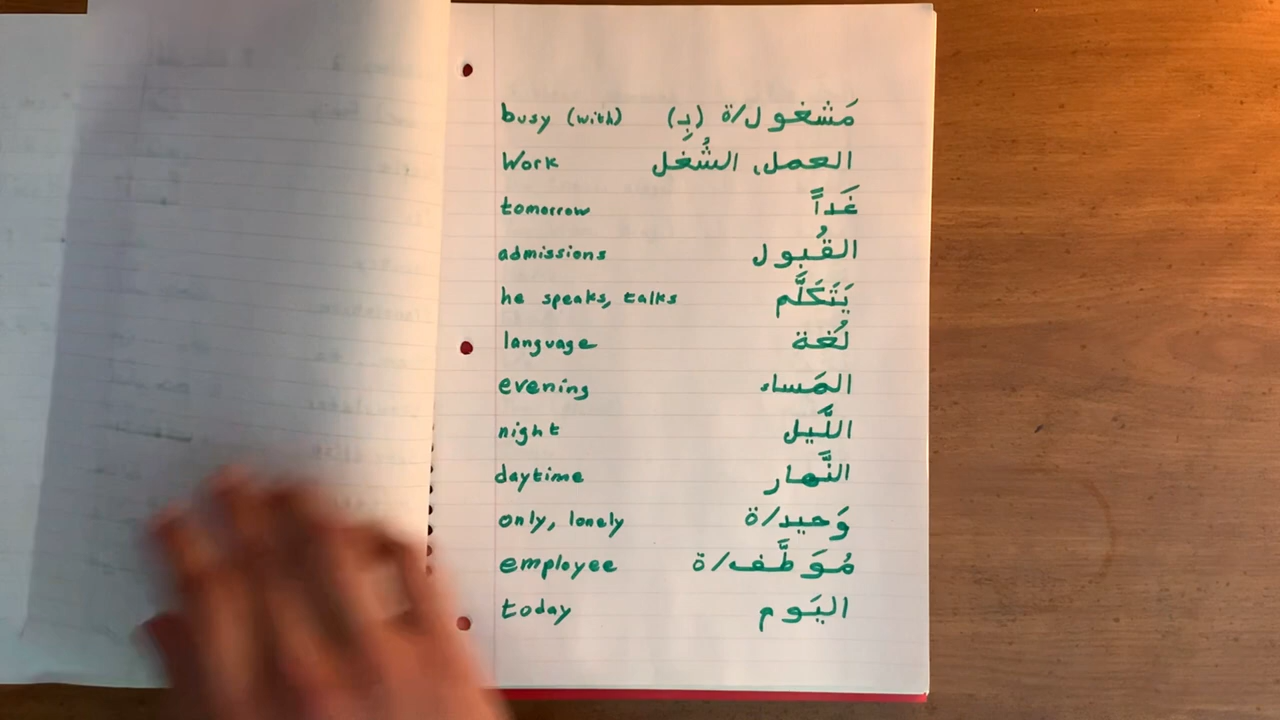 busy (with) مَشغول/ة (بِـ)
Work العمل، الشُغل
tomorrow غَداً
admissions القُبول
he speaks, talks يَتَكَلَّم
language لُغة
evening المَساء
night اللَّيل
daytime النَّهار
only, lonely وَحيد/ة
employee مُوَظَّف/ة
today اليَوم